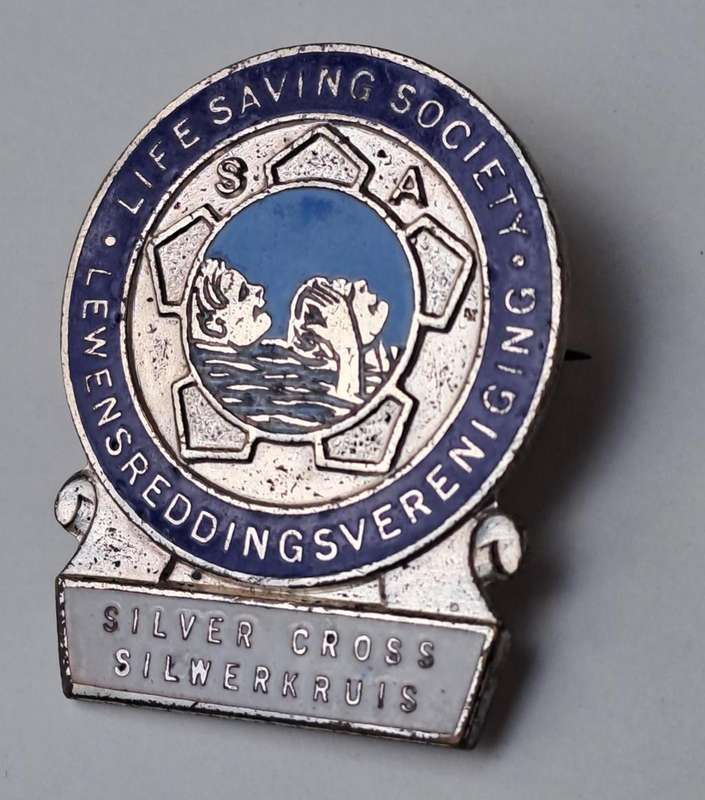 LIFE SAVING SOCIETY
S A
LEWENSREDDINGSVERENIGING
SILVER CROSS
SILWERKRUIS